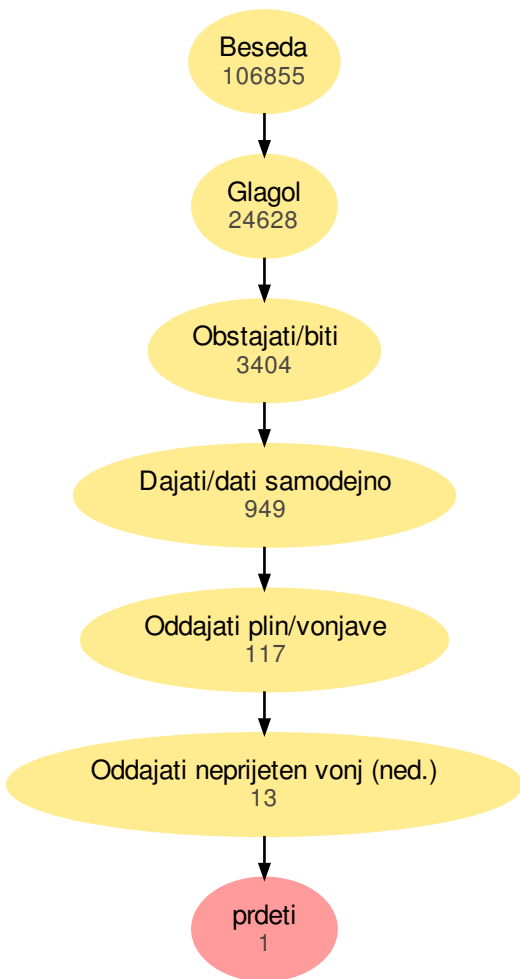 Beseda
106855
Glagol
24628
Obstajati/biti
3404
Dajati/dati samodejno
949
Oddajati plin/vonjave
117
Oddajati neprijeten vonj (ned.)
13
prdeti
1